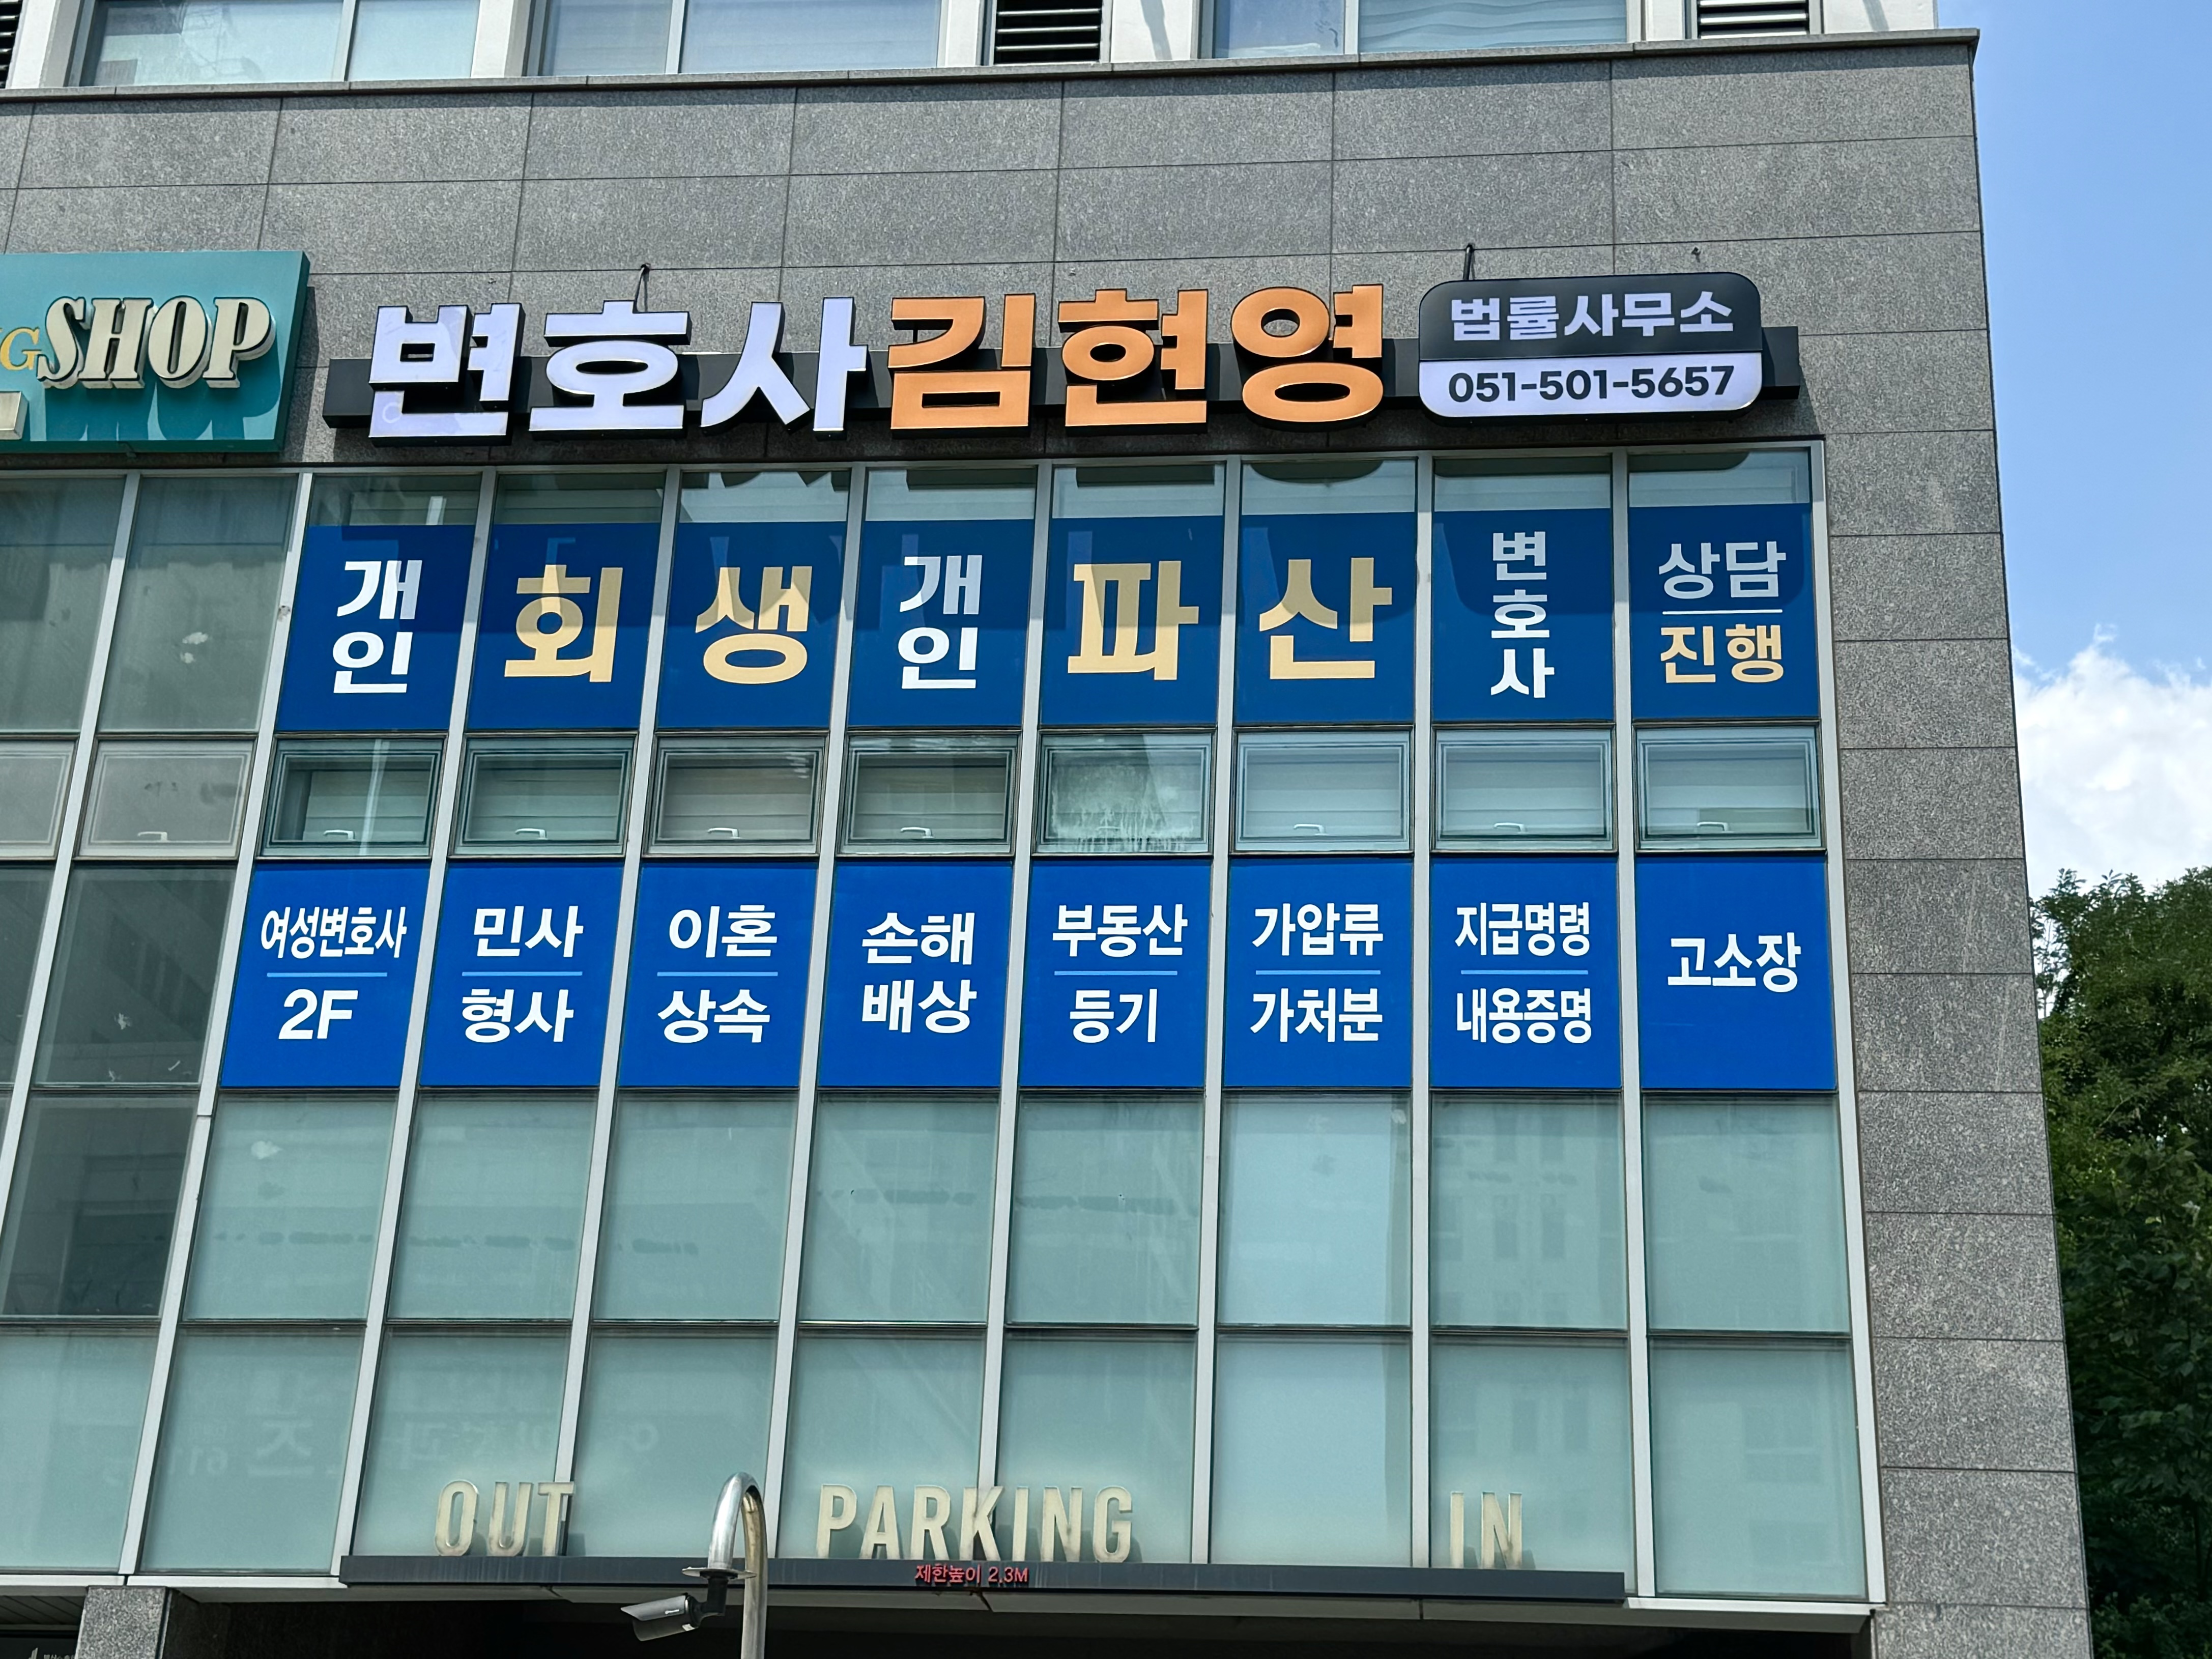 SHOP
변호사김현영
법률사무소
051-501-5657
개인 회생 개인 파산 변호사 상담 진행
여성변호사 2F
민사 형사
이혼 상속
손해 배상
부동산 등기
가압류 가처분
지급명령 내용증명
고소장
OUT PARKING IN
제한높이 2.3M